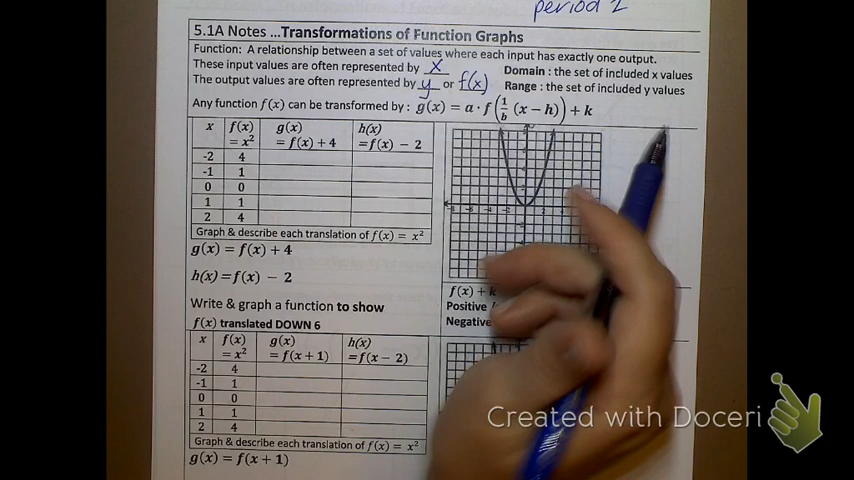 period 2
5.1A Notes ...Transformations of Function Graphs
Function: A relationship between a set of values where each input has exactly one output.
These input values are often represented by x
Domain : the set of included x values
The output values are often represented by y or f(x)
Range : the set of included y values
Any function f(x) can be transformed by : g(x) = a · f(1/b (x − h)) + k
x f(x) = x² g(x) = f(x) + 4 h(x) = f(x) − 2
-2 4
-1 1
0 0
1 1
2 4
Graph & describe each translation of f(x) = x²
g(x) = f(x) + 4
h(x) = f(x) − 2
f(x) + k
Positive
Negative
Write & graph a function to show
f(x) translated DOWN 6
x f(x) = x² g(x) = f(x + 1) h(x) = f(x − 2)
-2 4
-1 1
0 0
1 1
2 4
Graph & describe each translation of f(x) = x²
g(x) = f(x + 1)
Created with Doceri